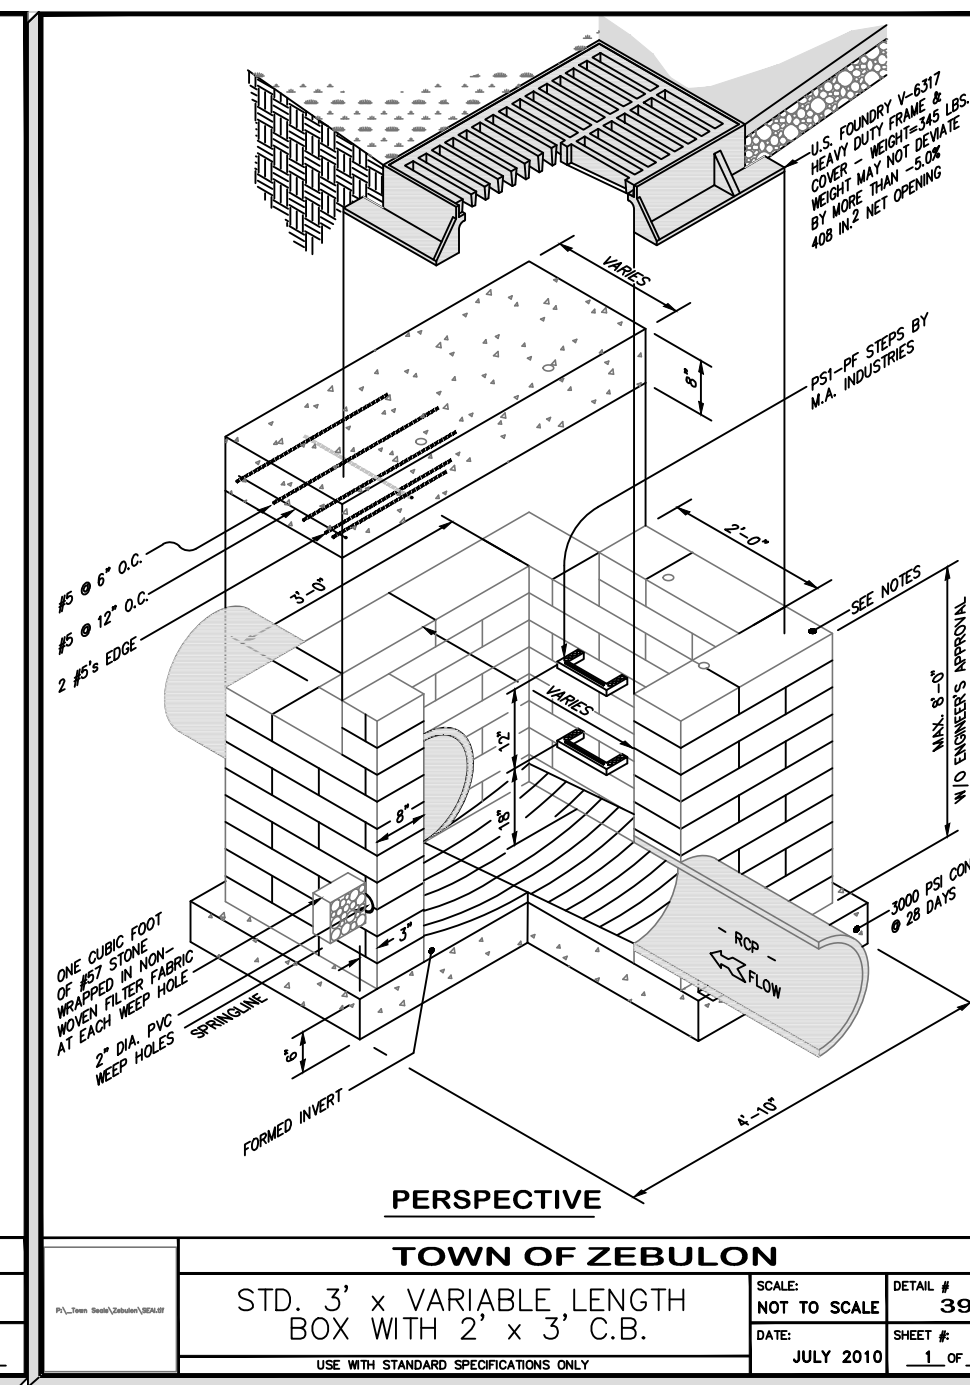 U.S. FOUNDRY V-6317
HEAVY DUTY FRAME &
COVER - WEIGHT=345 LBS.
WEIGHT MAY NOT DEVIATE
BY MORE THAN -5.0%
408 IN.² NET OPENING
VARIES
8"
PS1-PF STEPS BY
M.A. INDUSTRIES
#5 @ 6" O.C.
#5 @ 12" O.C.
2 #5's EDGE
3'-0"
2'-0"
SEE NOTES
MAX. 8'-0"
W/O ENGINEER'S APPROVAL
VARIES
12"
18"
8"
3"
3000 PSI CON
@ 28 DAYS
RCP
FLOW
ONE CUBIC FOOT
OF #57 STONE
WRAPPED IN NON-
WOVEN FILTER FABRIC
AT EACH WEEP HOLE
2" DIA. PVC
WEEP HOLES
SPRINGLINE
6"
FORMED INVERT
4'-10"
PERSPECTIVE
P:\_Town Seals\Zebulon\SEAl.tif
TOWN OF ZEBULON
STD. 3' x VARIABLE LENGTH
BOX WITH 2' x 3' C.B.
USE WITH STANDARD SPECIFICATIONS ONLY
SCALE:
NOT TO SCALE
DETAIL #
39
DATE:
JULY 2010
SHEET #:
1 OF